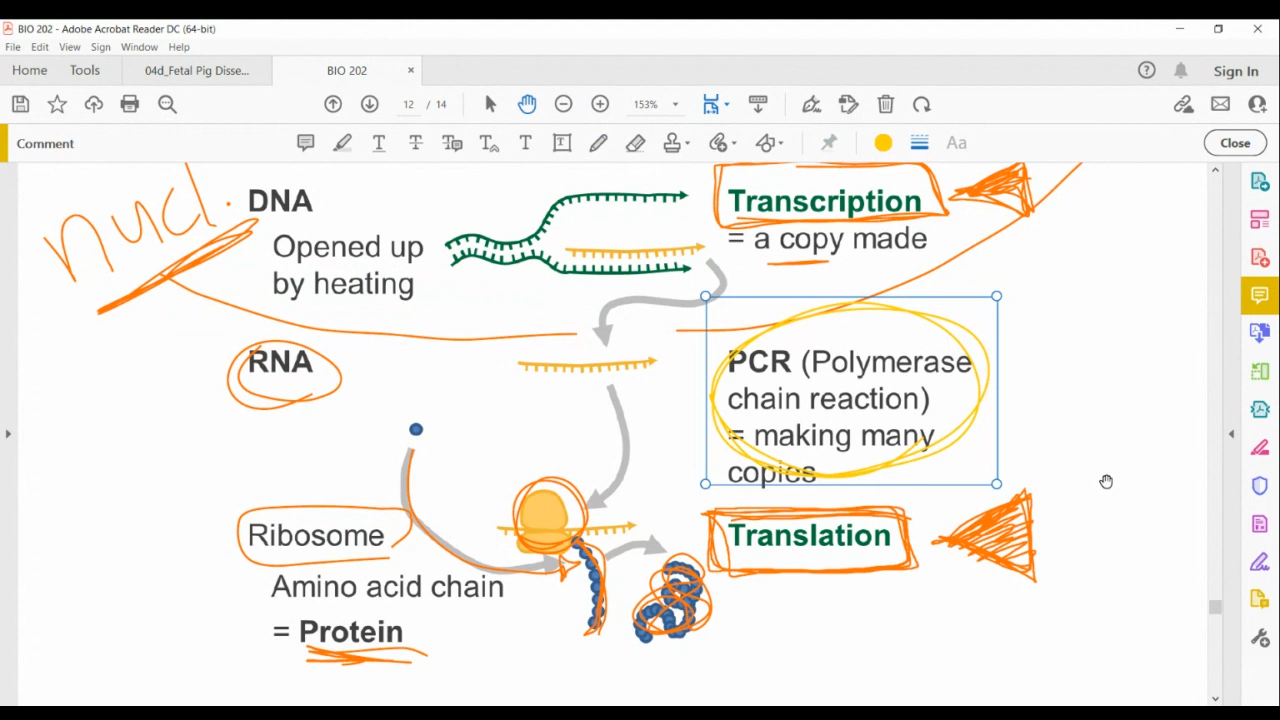 BIO 202 - Adobe Acrobat Reader DC (64-bit)
File Edit View Sign Window Help
Home Tools 04d_Fetal Pig Disse... BIO 202 × Sign In
12 / 14 153%
Comment Close
nucl.
DNA
Opened up
by heating
Transcription
= a copy made
RNA
PCR (Polymerase
chain reaction)
= making many
copies
Ribosome
Translation
Amino acid chain
= Protein